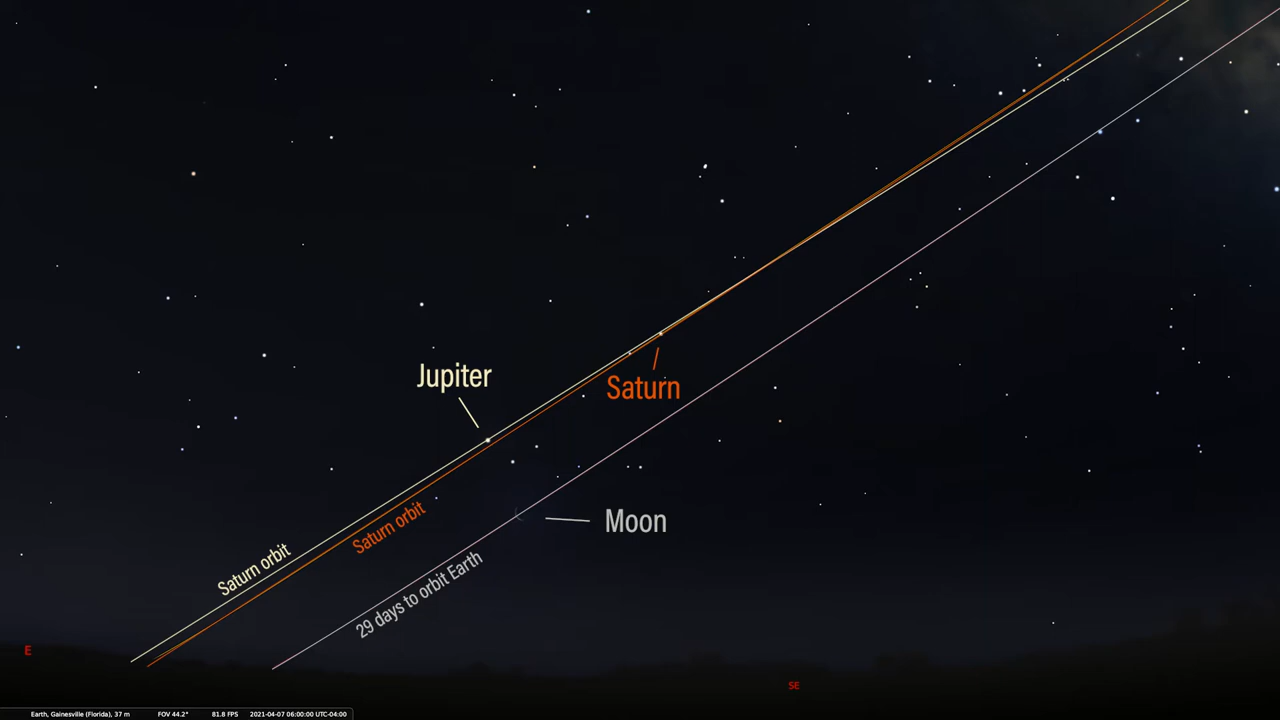 Jupiter
Saturn
Saturn orbit
Saturn orbit
Moon
29 days to orbit Earth
E
SE
Earth, Gainesville (Florida), 37 m FOV 44.2° 81.8 FPS 2021-04-07 06:00:00 UTC-04:00